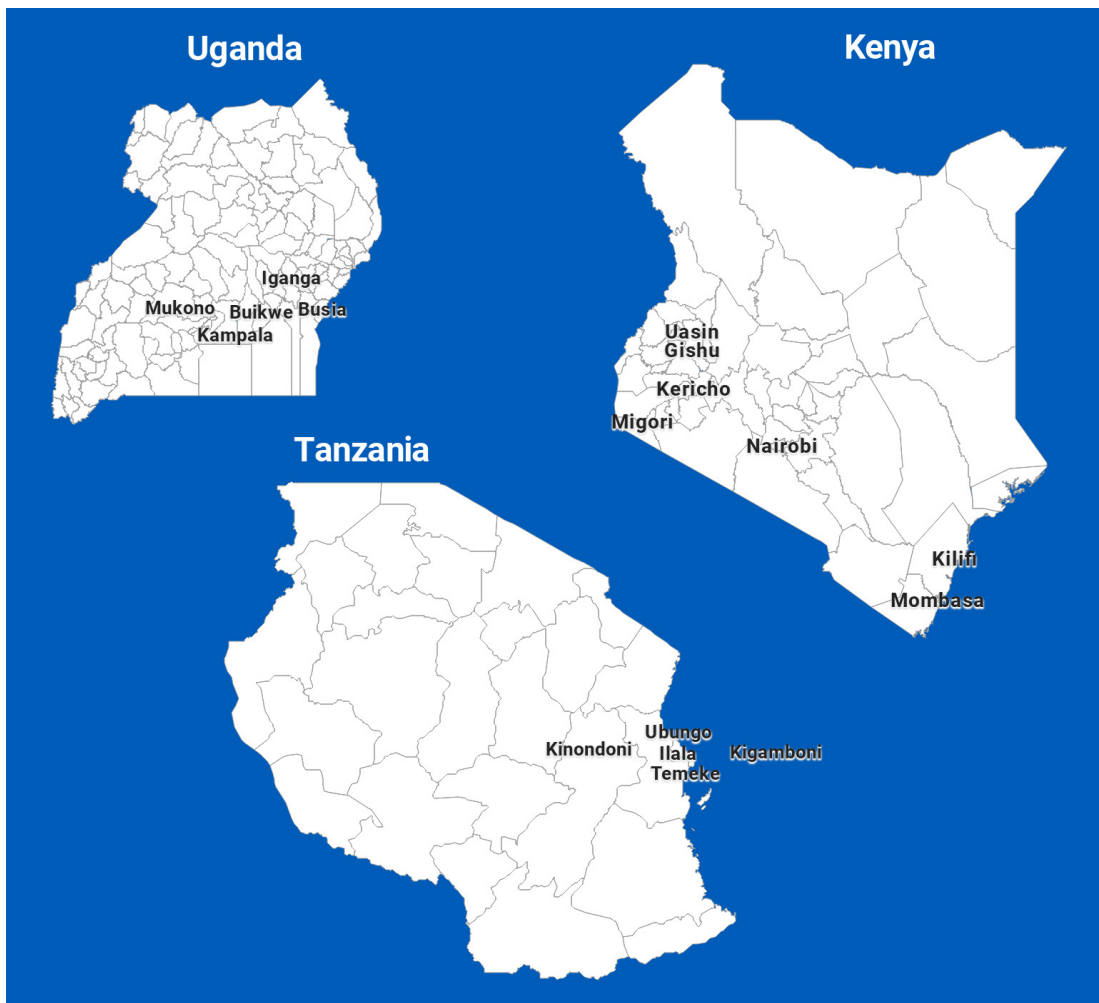 Uganda
Kenya
Iganga
Mukono
Buikwe
Busia
Kampala
Uasin
Gishu
Kericho
Migori
Nairobi
Kilifi
Mombasa
Tanzania
Kinondoni
Ubungo
Ilala
Temeke
Kigamboni